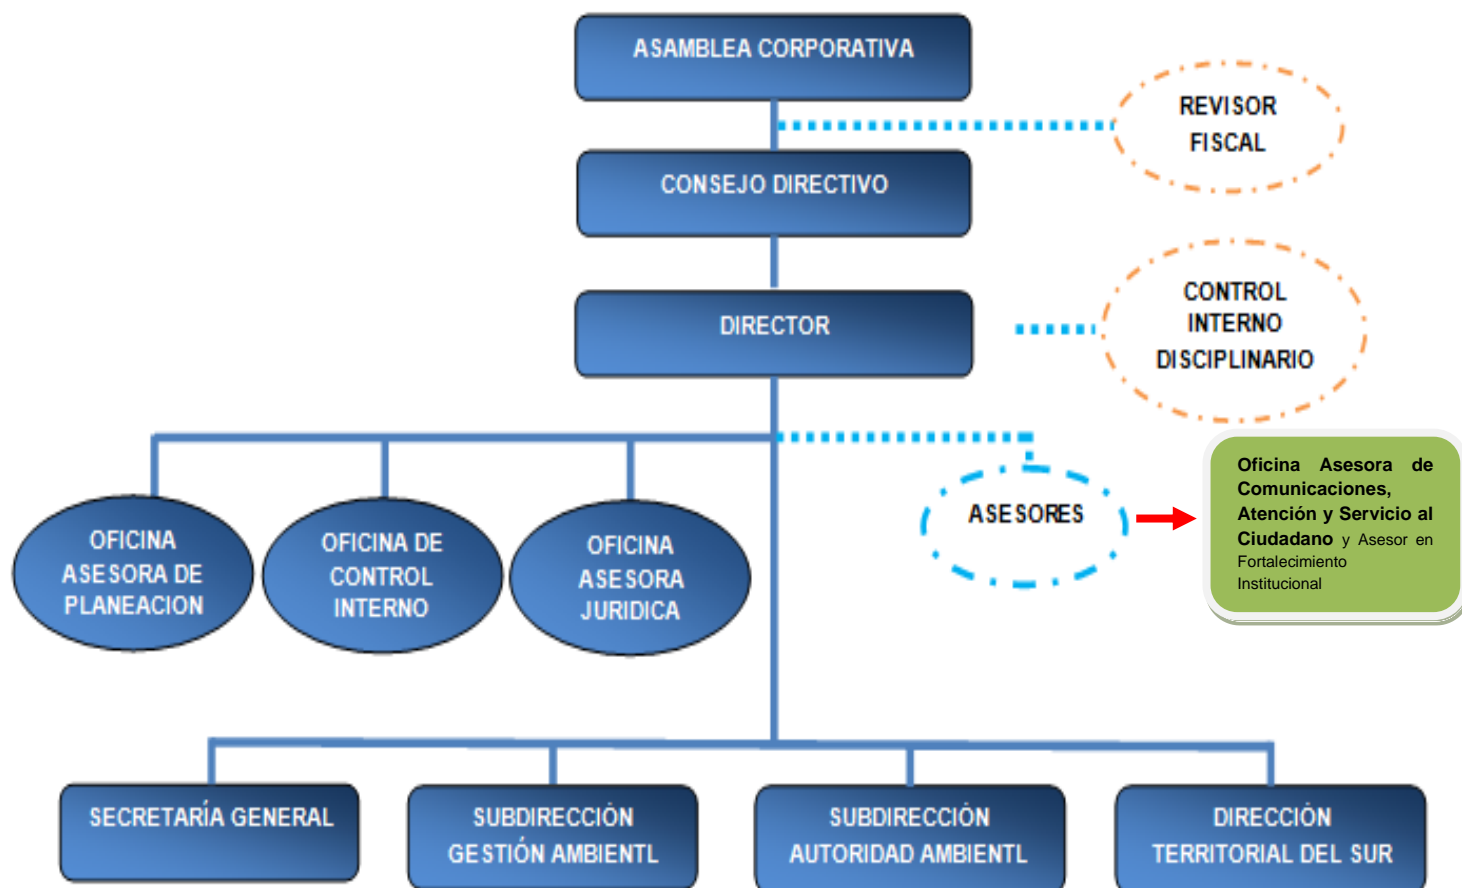 ASAMBLEA CORPORATIVA
REVISOR
FISCAL
CONSEJO DIRECTIVO
CONTROL
INTERNO
DISCIPLINARIO
DIRECTOR
ASESORES
Oficina Asesora de
Comunicaciones,
Atención y Servicio al
Ciudadano y Asesor en
Fortalecimiento
Institucional
OFICINA
ASESORA DE
PLANEACION
OFICINA DE
CONTROL
INTERNO
OFICINA
ASESORA
JURIDICA
SECRETARÍA GENERAL
SUBDIRECCIÓN
GESTIÓN AMBIENTL
SUBDIRECCIÓN
AUTORIDAD AMBIENTL
DIRECCIÓN
TERRITORIAL DEL SUR